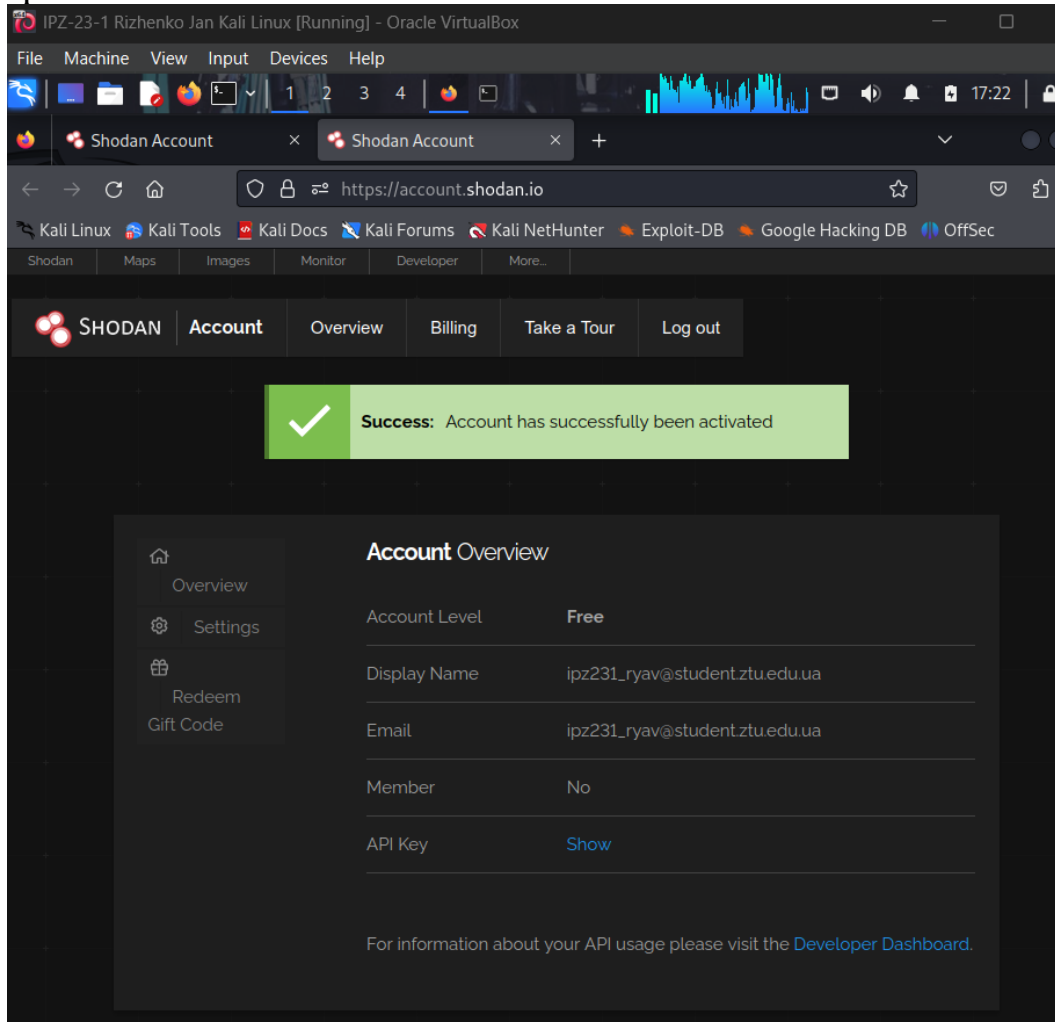 IPZ-23-1 Rizhenko Jan Kali Linux [Running] - Oracle VirtualBox
File Machine View Input Devices Help
1 2 3 4 17:22
Shodan Account Shodan Account
https://account.shodan.io
Kali Linux Kali Tools Kali Docs Kali Forums Kali NetHunter Exploit-DB Google Hacking DB OffSec
Shodan Maps Images Monitor Developer More...
SHODAN Account Overview Billing Take a Tour Log out
Success: Account has successfully been activated
Overview
Settings
Redeem
Gift Code
Account Overview
Account Level Free
Display Name ipz231_ryav@student.ztu.edu.ua
Email ipz231_ryav@student.ztu.edu.ua
Member No
API Key Show
For information about your API usage please visit the Developer Dashboard.